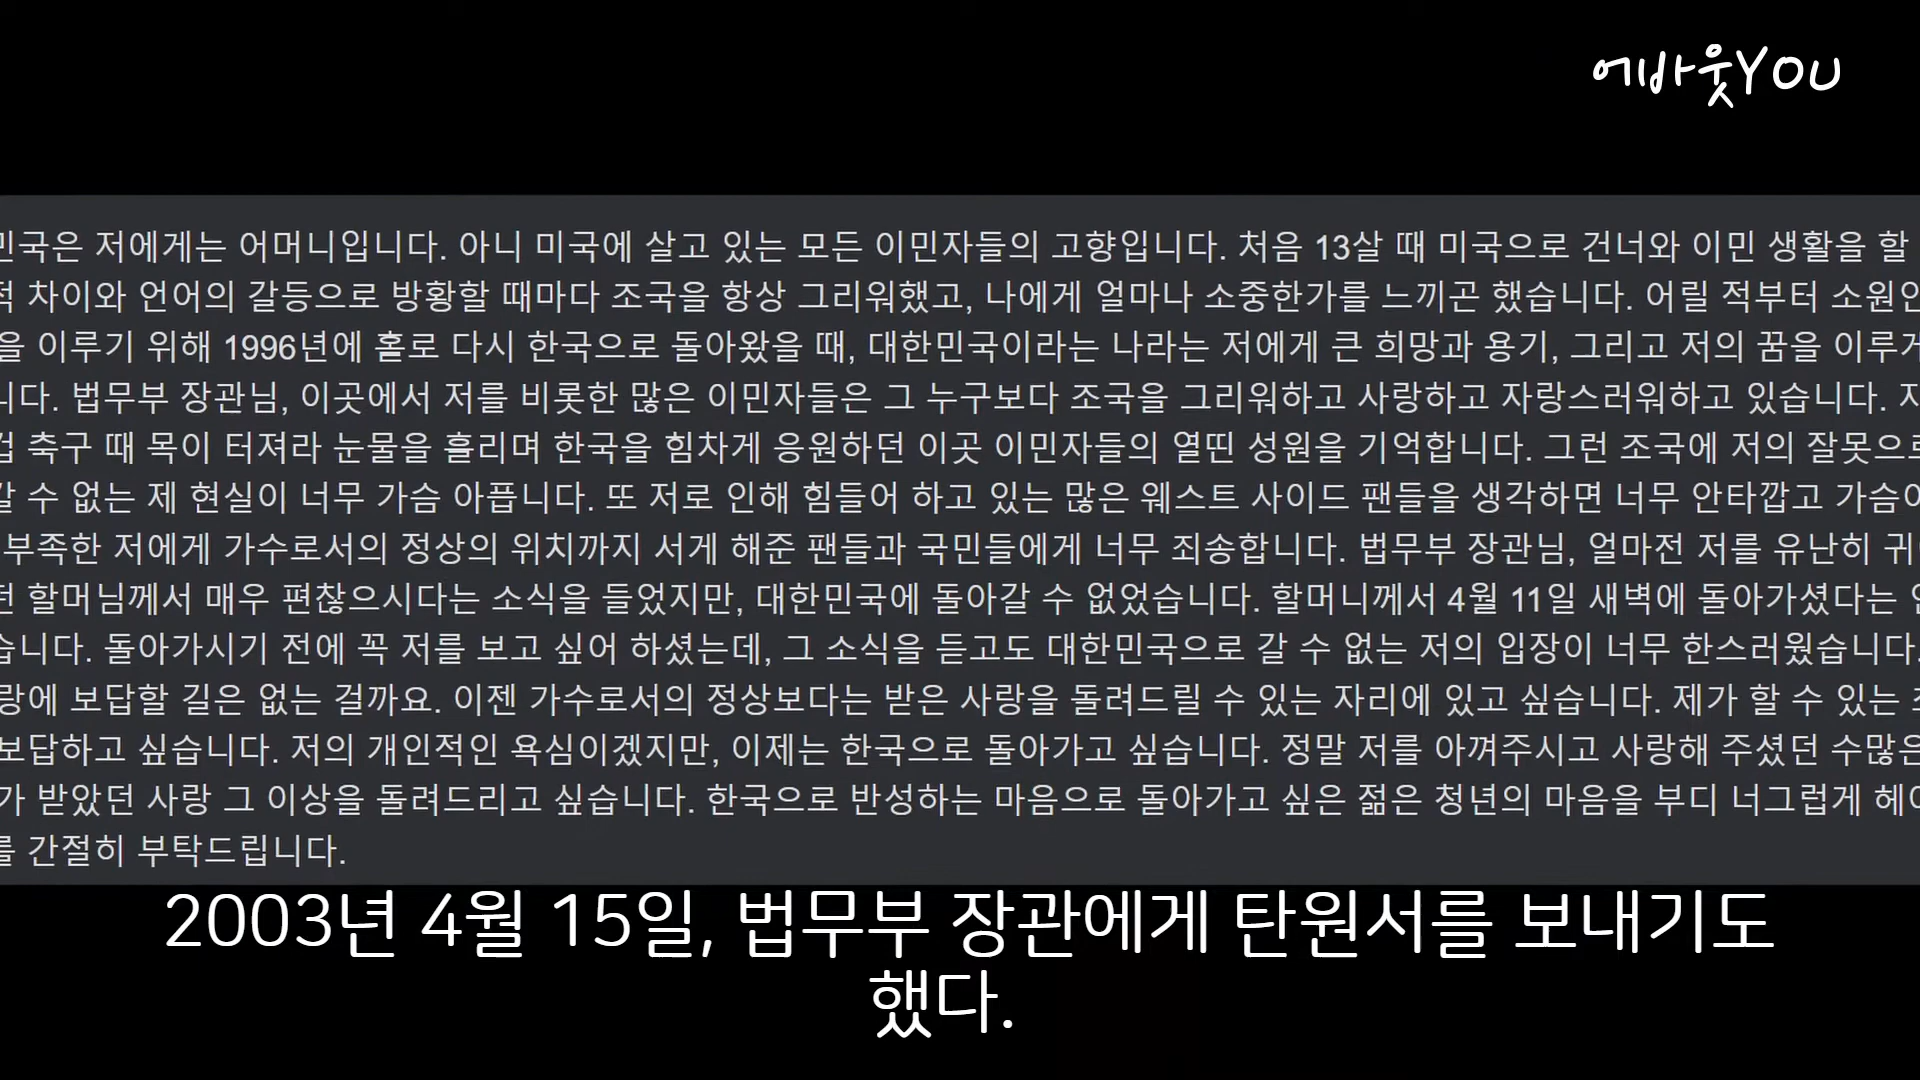 에바웃YOU
민국은 저에게는 어머니입니다. 아니 미국에 살고 있는 모든 이민자들의 고향입니다. 처음 13살 때 미국으로 건너와 이민 생활을 할
적 차이와 언어의 갈등으로 방황할 때마다 조국을 항상 그리워했고, 나에게 얼마나 소중한가를 느끼곤 했습니다. 어릴 적부터 소원인
을 이루기 위해 1996년에 홀로 다시 한국으로 돌아왔을 때, 대한민국이라는 나라는 저에게 큰 희망과 용기, 그리고 저의 꿈을 이루게
니다. 법무부 장관님, 이곳에서 저를 비롯한 많은 이민자들은 그 누구보다 조국을 그리워하고 사랑하고 자랑스러워하고 있습니다.
컵 축구 때 목이 터져라 눈물을 흘리며 한국을 힘차게 응원하던 이곳 이민자들의 열띤 성원을 기억합니다. 그런 조국에 저의 잘못으로
갈 수 없는 제 현실이 너무 가슴 아픕니다. 또 저로 인해 힘들어 하고 있는 많은 웨스트 사이드 팬들을 생각하면 너무 안타깝고 가슴이
부족한 저에게 가수로서의 정상의 위치까지 서게 해준 팬들과 국민들에게 너무 죄송합니다. 법무부 장관님, 얼마전 저를 유난히
던 할머님께서 매우 편찮으시다는 소식을 들었지만, 대한민국에 돌아갈 수 없었습니다. 할머니께서 4월 11일 새벽에 돌아가셨다는
습니다. 돌아가시기 전에 꼭 저를 보고 싶어 하셨는데, 그 소식을 듣고도 대한민국으로 갈 수 없는 저의 입장이 너무 한스러웠습니다.
랑에 보답할 길은 없는 걸까요. 이젠 가수로서의 정상보다는 받은 사랑을 돌려드릴 수 있는 자리에 있고 싶습니다. 제가 할 수 있는
보답하고 싶습니다. 저의 개인적인 욕심이겠지만, 이제는 한국으로 돌아가고 싶습니다. 정말 저를 아껴주시고 사랑해 주셨던 수많은
가 받았던 사랑 그 이상을 돌려드리고 싶습니다. 한국으로 반성하는 마음으로 돌아가고 싶은 젊은 청년의 마음을 부디 너그럽게
를 간절히 부탁드립니다.
2003년 4월 15일, 법무부 장관에게 탄원서를 보내기도
했다.